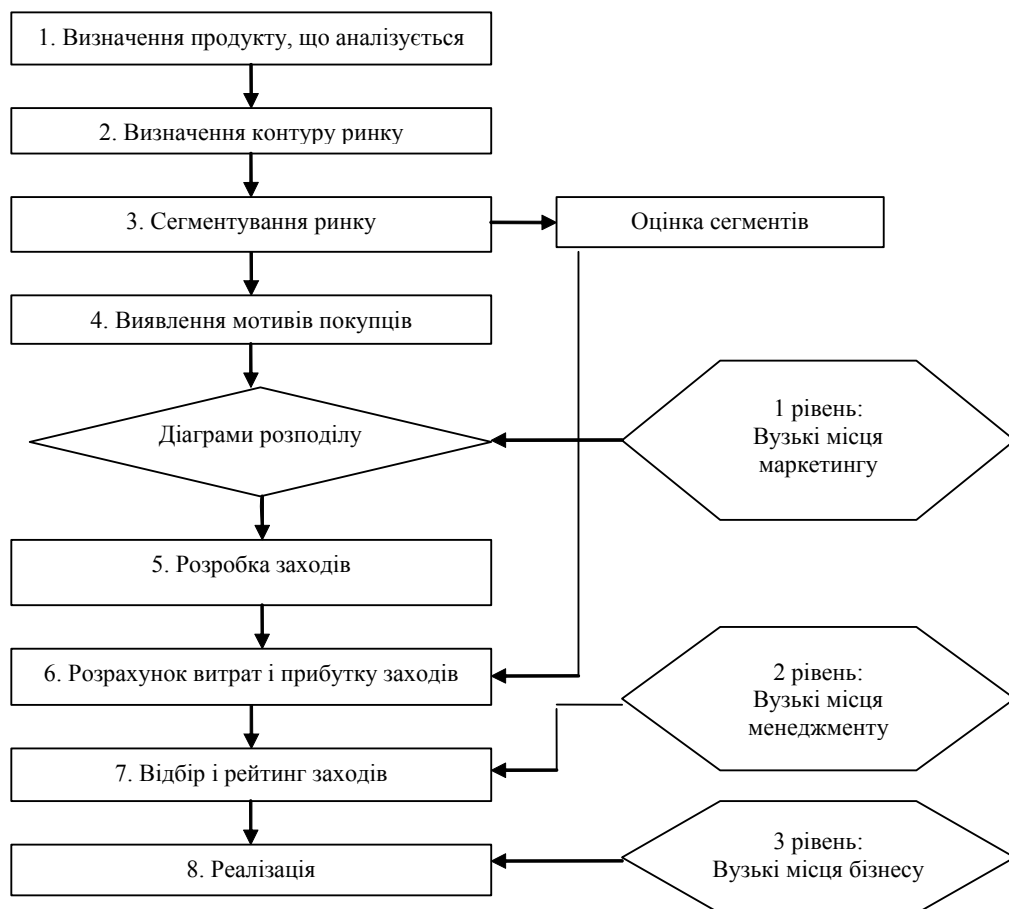 1. Визначення продукту, що аналізується
2. Визначення контуру ринку
3. Сегментування ринку
Оцінка сегментів
4. Виявлення мотивів покупців
Діаграми розподілу
1 рівень:
Вузькі місця
маркетингу
5. Розробка заходів
6. Розрахунок витрат і прибутку заходів
2 рівень:
Вузькі місця
менеджменту
7. Відбір і рейтинг заходів
8. Реалізація
3 рівень:
Вузькі місця бізнесу